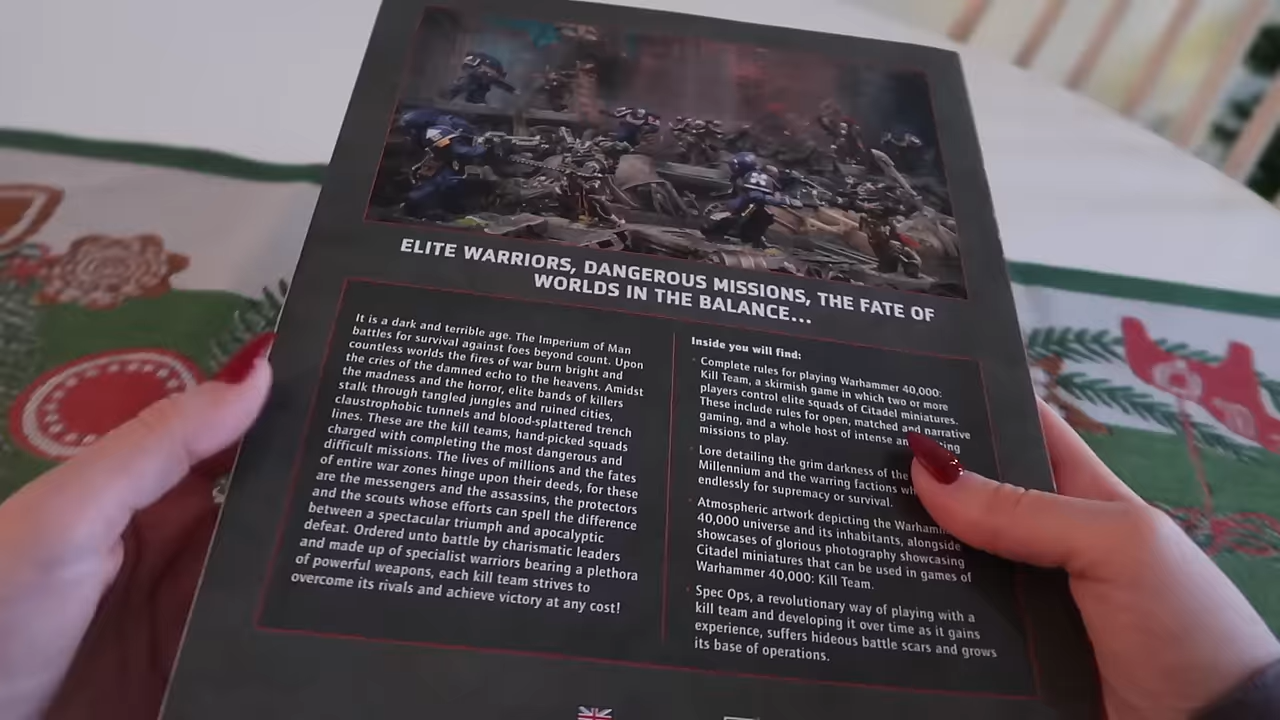 ELITE WARRIORS, DANGEROUS MISSIONS, THE FATE OF
WORLDS IN THE BALANCE...
It is a dark and terrible age. The Imperium of Man
battles for survival against foes beyond count. Upon
countless worlds the fires of war burn bright and
the cries of the damned echo to the heavens. Amidst
the madness and the horror, elite bands of killers
stalk through tangled jungles and ruined cities,
claustrophobic tunnels and blood-splattered trench
lines. These are the kill teams, hand-picked squads
charged with completing the most dangerous and
difficult missions. The lives of millions and the fates
of entire war zones hinge upon their deeds, for these
are the messengers and the assassins, the protectors
and the scouts whose efforts can spell the difference
between a spectacular triumph and apocalyptic
defeat. Ordered unto battle by charismatic leaders
and made up of specialist warriors bearing a plethora
of powerful weapons, each kill team strives to
overcome its rivals and achieve victory at any cost!
Inside you will find:
· Complete rules for playing Warhammer 40,000:
Kill Team, a skirmish game in which two or more
players control elite squads of Citadel miniatures.
These include rules for open, matched and narrative
gaming, and a whole host of intense
missions to play.
· Lore detailing the grim darkness of the
Millennium and the warring factions
endlessly for supremacy or survival.
· Atmospheric artwork depicting the
40,000 universe and its inhabitants, alongside
showcases of glorious photography showcasing
Citadel miniatures that can be used in games of
Warhammer 40,000: Kill Team.
· Spec Ops, a revolutionary way of playing with a
kill team and developing it over time as it gains
experience, suffers hideous battle scars and grows
its base of operations.